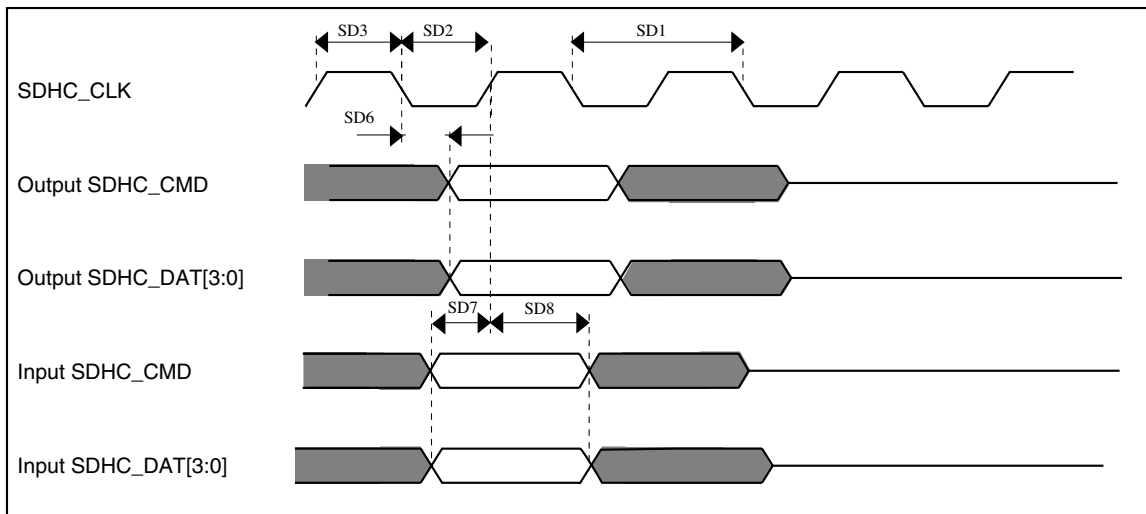 SD3
SD2
SD1
SDHC_CLK
SD6
Output SDHC_CMD
Output SDHC_DAT[3:0]
SD7
SD8
Input SDHC_CMD
Input SDHC_DAT[3:0]